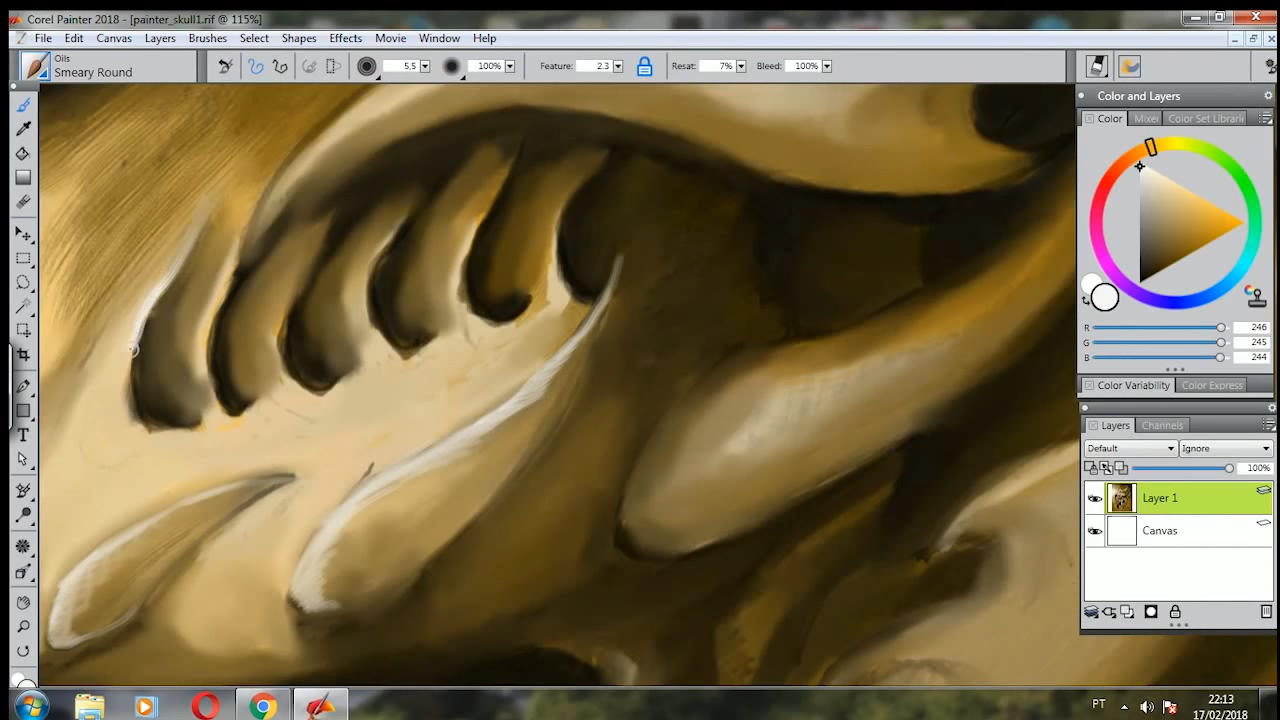 Corel Painter 2018 - [painter_skull1.rif @ 115%]
File Edit Canvas Layers Brushes Select Shapes Effects Movie Window Help
Oils
Smeary Round
5,5 100% Feature: 2.3 Resat: 7% Bleed: 100%
Color and Layers
Color Mixer Color Set Librari
R 246
G 245
B 244
Color Variability Color Express
Layers Channels
Default Ignore
100%
Layer 1
Canvas
T
PT
22:13
17/02/2018